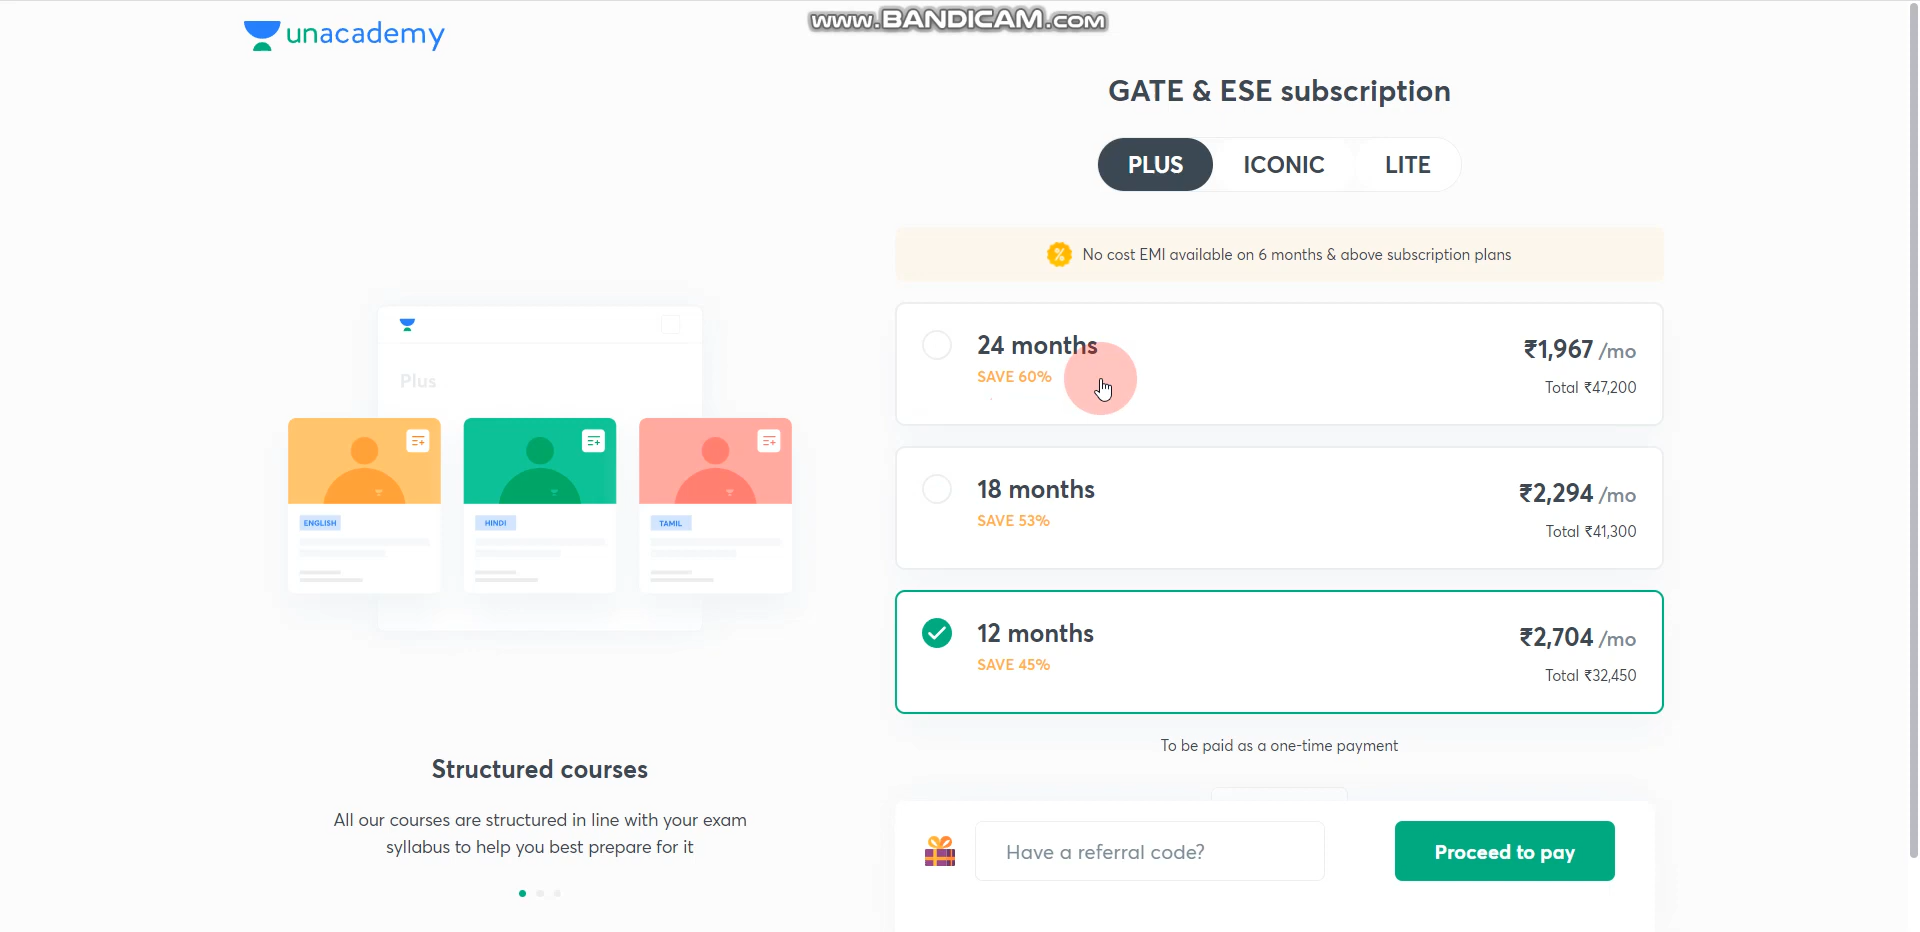 www.BANDICAM.com
unacademy
GATE & ESE subscription
PLUS
ICONIC
LITE
No cost EMI available on 6 months & above subscription plans
24 months
SAVE 60%
₹1,967 /mo
Total ₹47,200
18 months
SAVE 53%
₹2,294 /mo
Total ₹41,300
12 months
SAVE 45%
₹2,704 /mo
Total ₹32,450
To be paid as a one-time payment
Have a referral code?
Proceed to pay
Plus
ENGLISH
HINDI
TAMIL
Structured courses
All our courses are structured in line with your exam
syllabus to help you best prepare for it